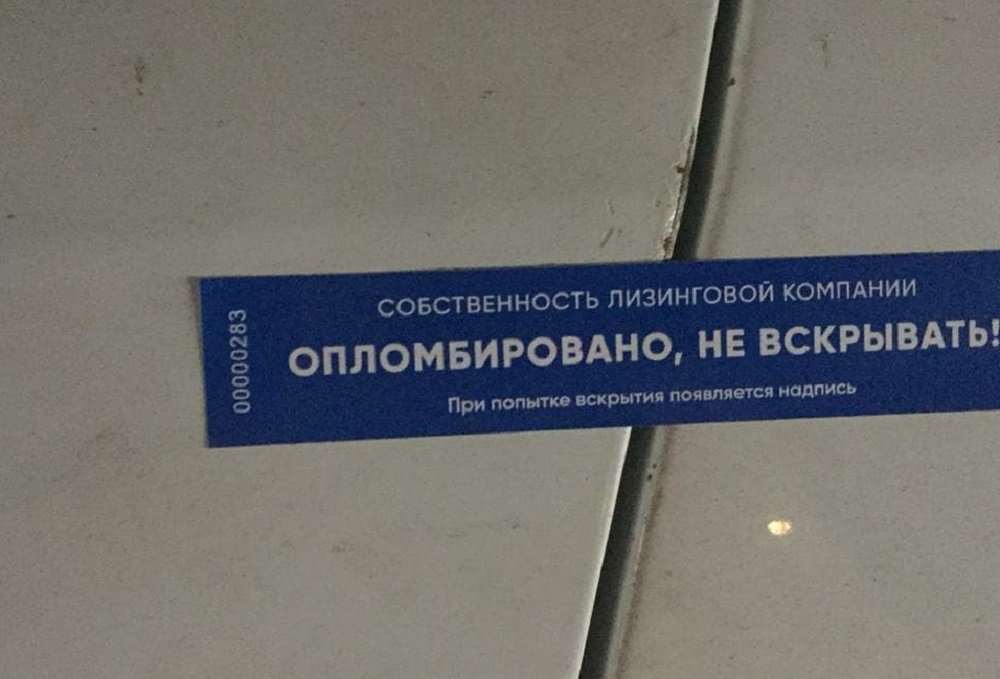 СОБСТВЕННОСТЬ ЛИЗИНГОВОЙ КОМПАНИИ
ОПЛОМБИРОВАНО, НЕ ВСКРЫВАТЬ!
При попытке вскрытия появляется надпись
00000283